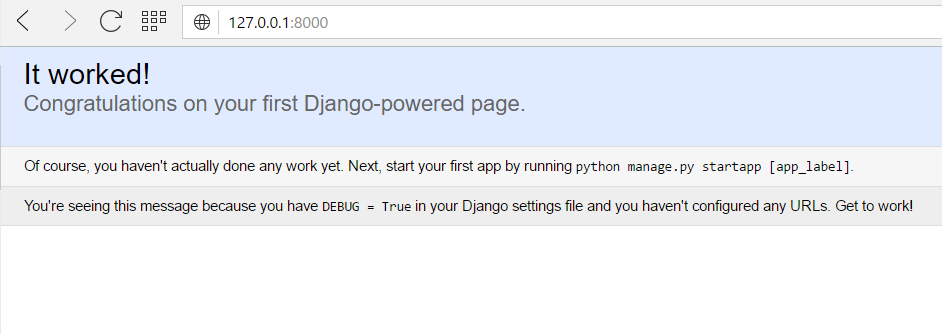 127.0.0.1:8000
It worked!
Congratulations on your first Django-powered page.
Of course, you haven't actually done any work yet. Next, start your first app by running python manage.py startapp [app_label].
You're seeing this message because you have DEBUG = True in your Django settings file and you haven't configured any URLs. Get to work!